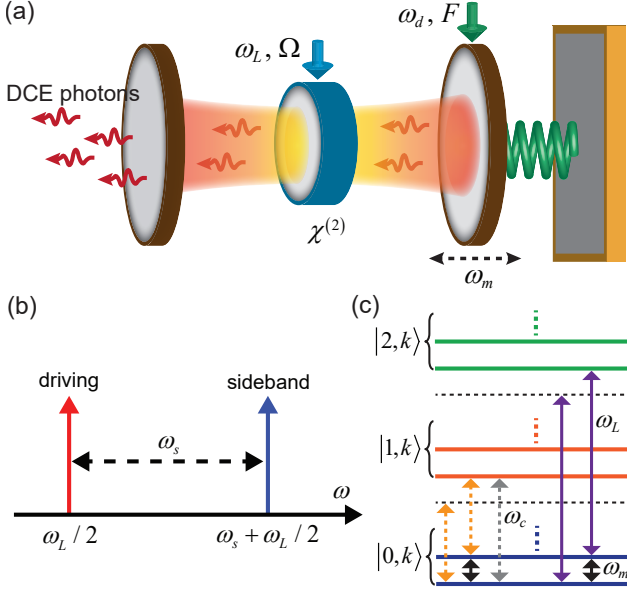 (a)
ω_L, Ω
ω_d, F
DCE photons
χ^(2)
ω_m
(b)
driving
sideband
ω_s
ω
ω_L / 2
ω_s + ω_L / 2
(c)
|2, k⟩
ω_L
|1, k⟩
ω_c
|0, k⟩
ω_m